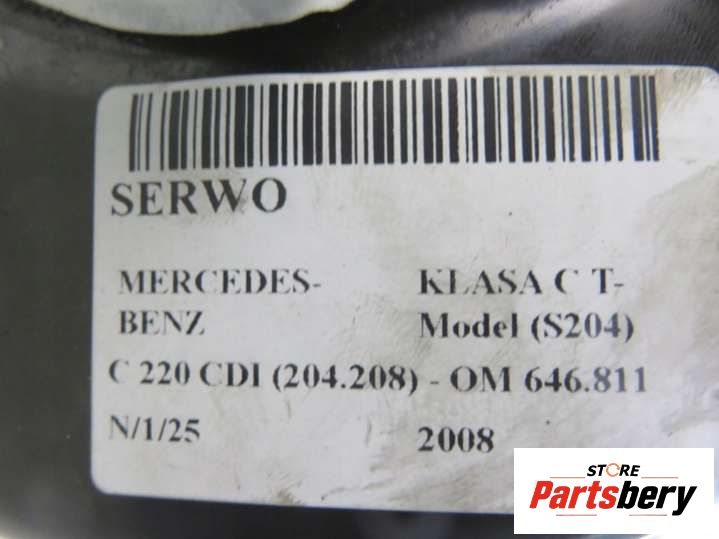 SERWO
MERCEDES-
BENZ
KLASA C T-
Model (S204)
C 220 CDI (204.208) - OM 646.811
N/1/25
2008
STORE
Partsbery